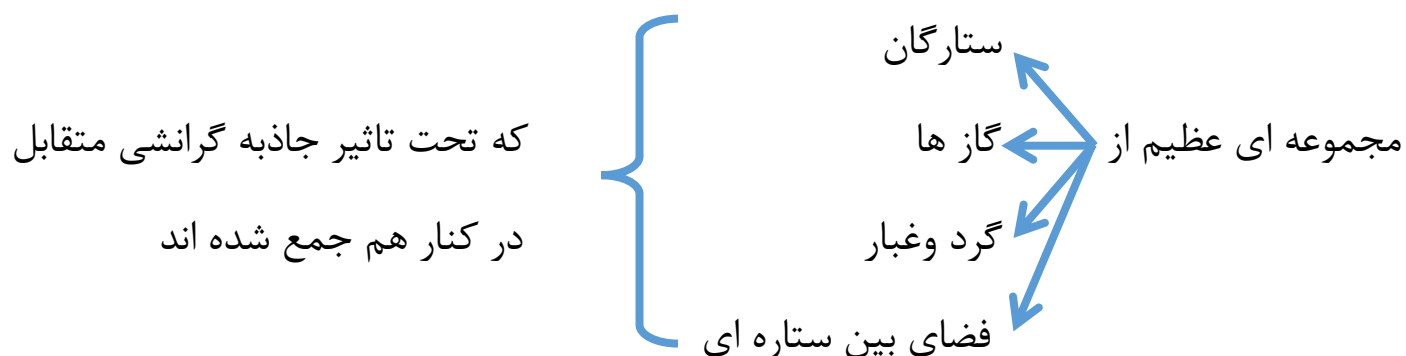 مجموعه ای عظیم از
ستارگان
گاز ها
گرد وغبار
فضای بین ستاره ای
که تحت تاثیر جاذبه گرانشی متقابل
در کنار هم جمع شده اند